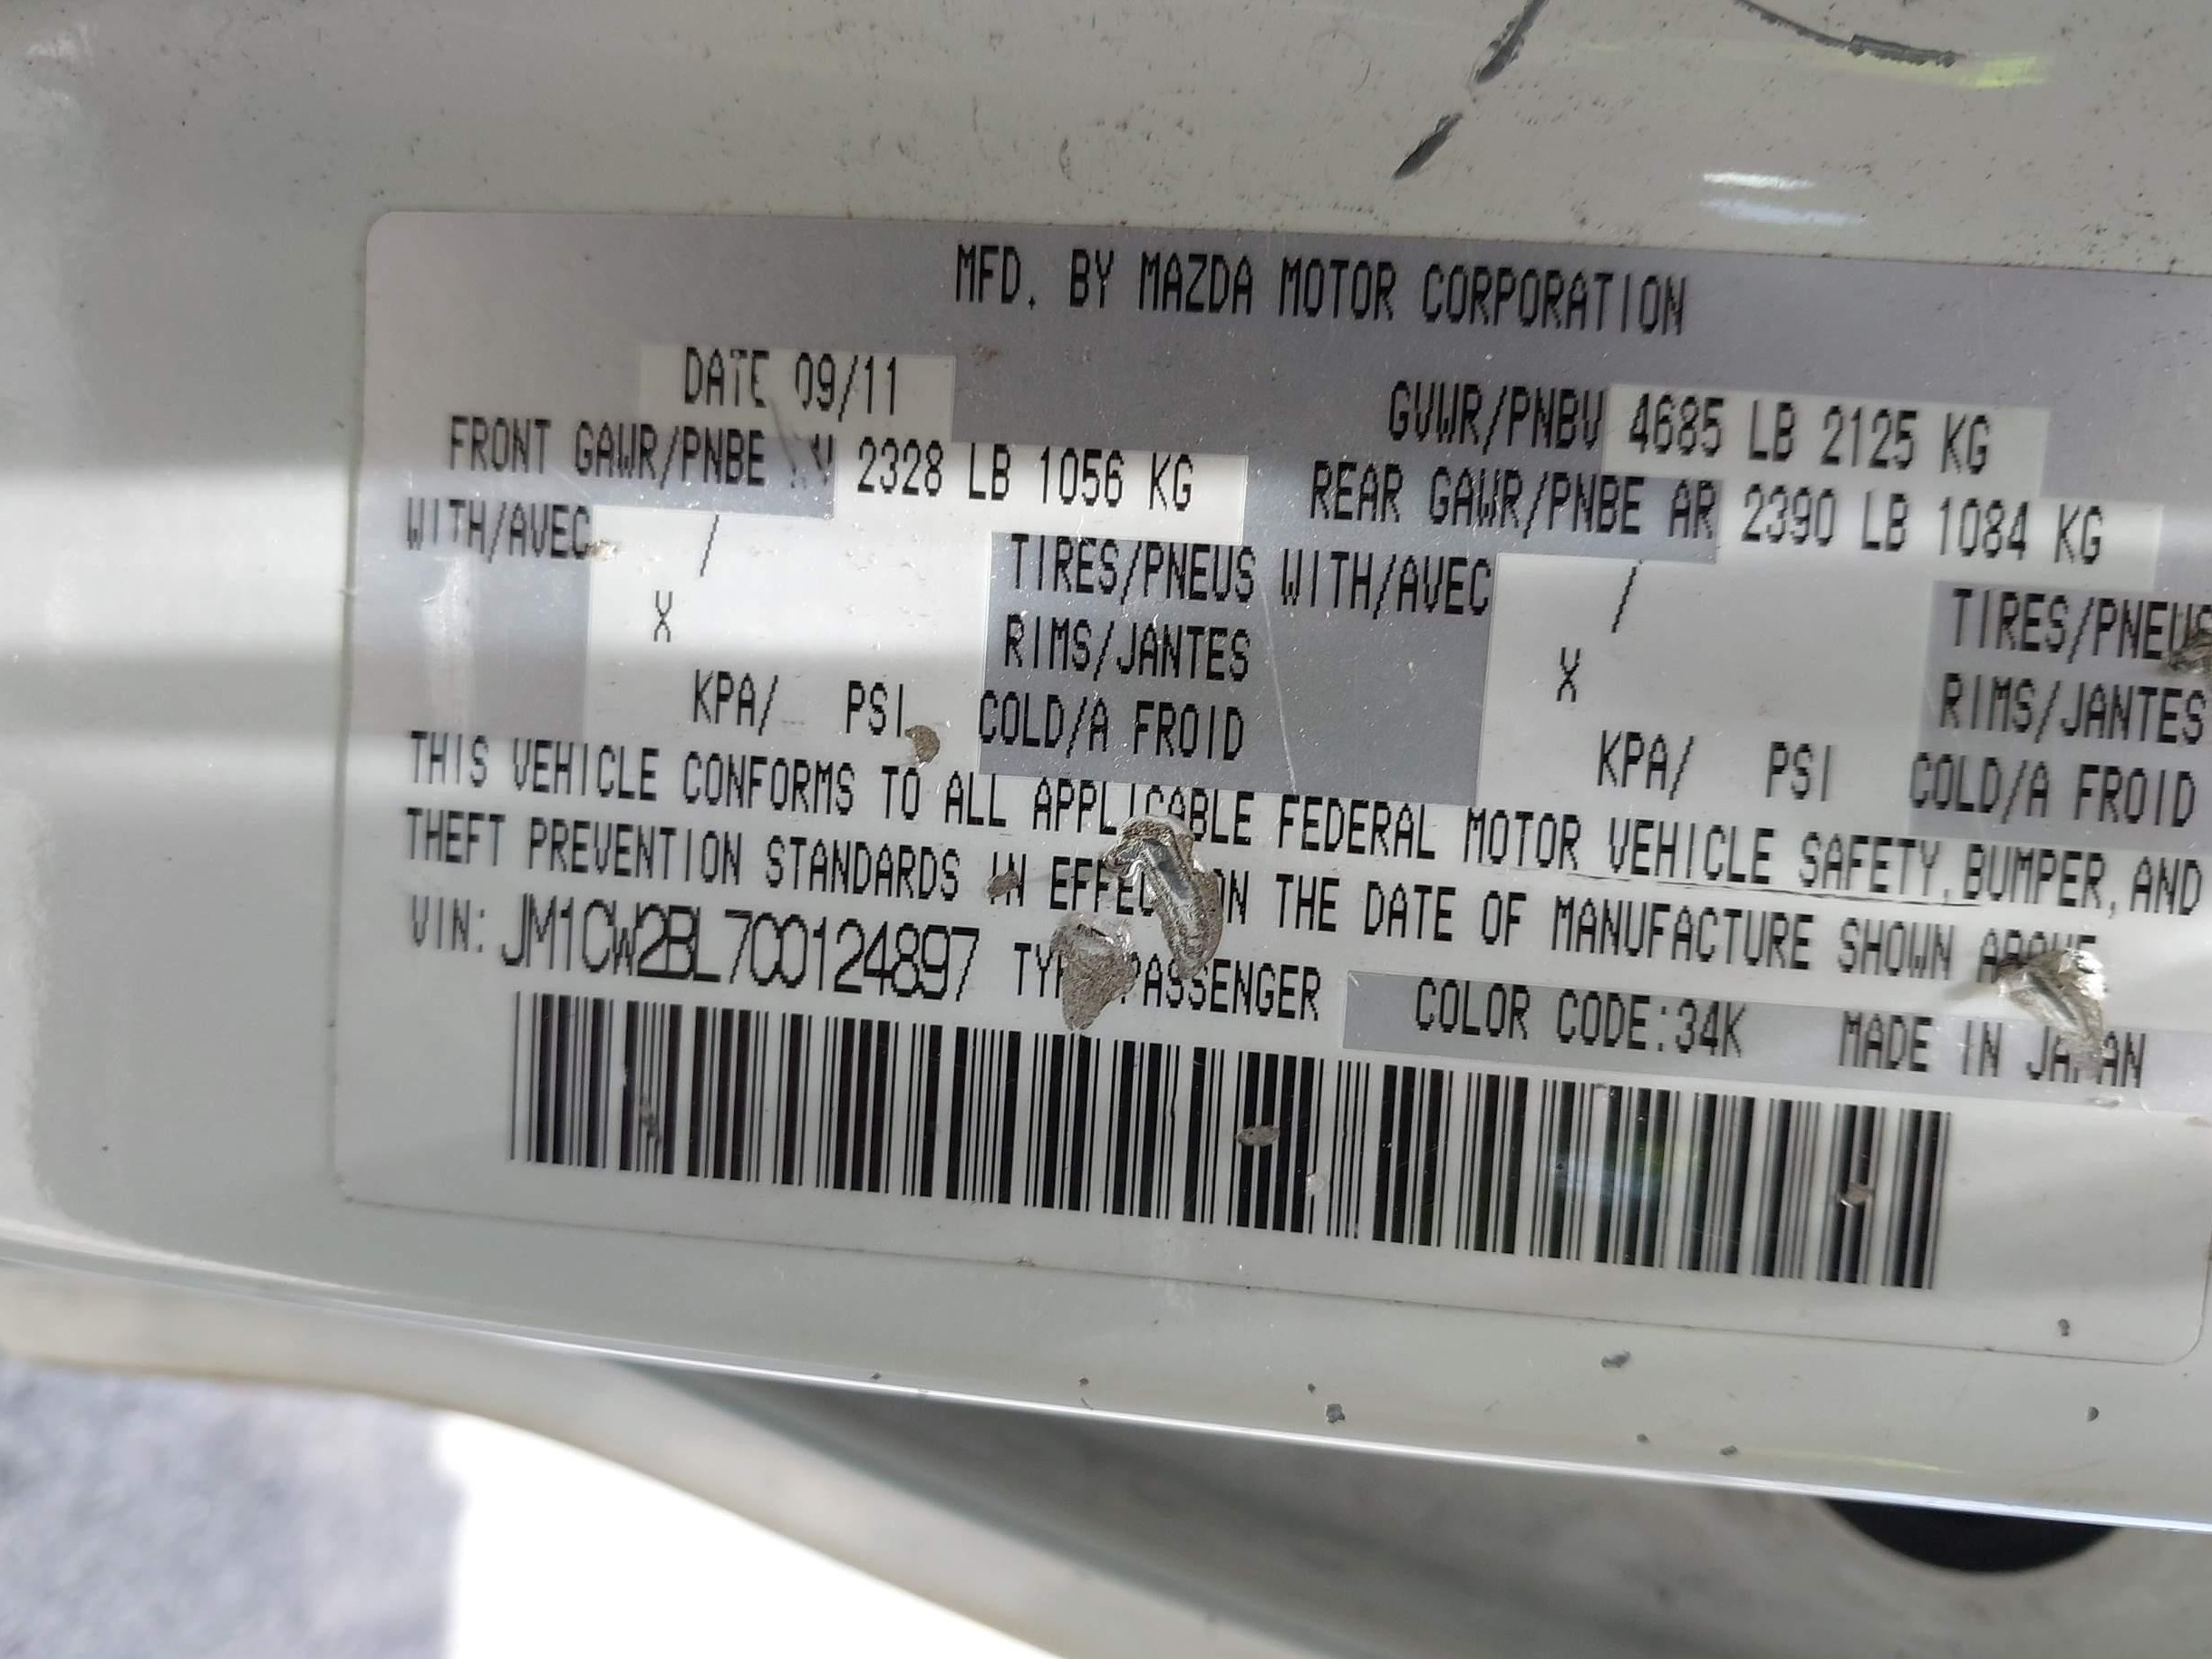 MFD. BY MAZDA MOTOR CORPORATION
DATE 09/11
GVWR/PNBV 4685 LB 2125 KG
FRONT GAWR/PNBE AV 2328 LB 1056 KG
REAR GAWR/PNBE AR 2390 LB 1084 KG
WITH/AVEC / TIRES/PNEUS WITH/AVEC / TIRES/PNEUS
X RIMS/JANTES X RIMS/JANTES
KPA/ PSI COLD/A FROID KPA/ PSI COLD/A FROID
THIS VEHICLE CONFORMS TO ALL APPLICABLE FEDERAL MOTOR VEHICLE SAFETY, BUMPER, AND
THEFT PREVENTION STANDARDS IN EFFECT ON THE DATE OF MANUFACTURE SHOWN ABOVE.
VIN: JM1CW2BL7C0124897 TYPE:PASSENGER COLOR CODE:34K MADE IN JAPAN